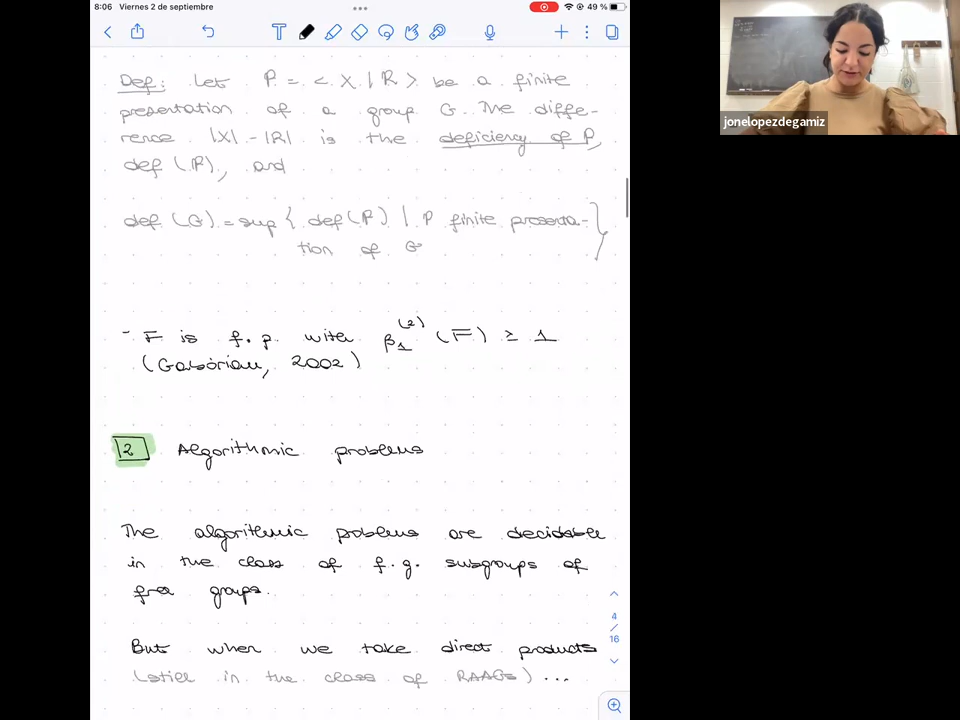 8:06 Viernes 2 de septiembre
49 %
jonelopezdegamiz
Def: Let P = < X | R > be a finite
presentation of a group G. The diffe-
rence |X| - |R| is the deficiency of P,
def (P), and
def (G) = sup { def (P) | P finite presenta-
tion of G }
- F is f.p. with β₁⁽²⁾ (F) ≥ 1
(Gaboriau, 2002)
2 Algorithmic problems
The algorithmic problems are decidable
in the class of f.g. subgroups of
free groups.
But when we take direct products
(still in the class of RAAGs) ...
4
/
16